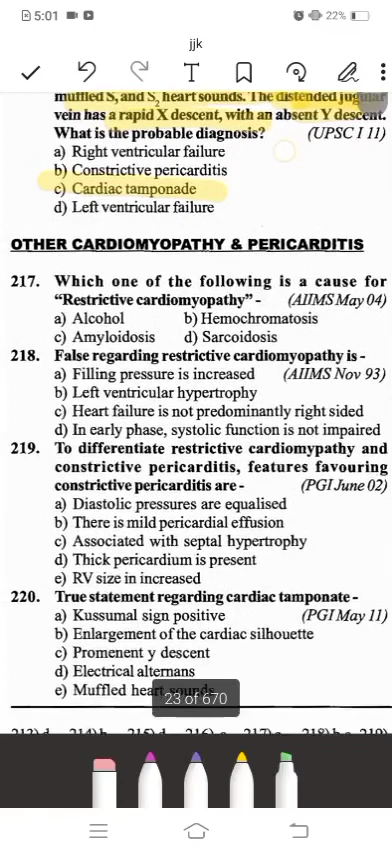 5:01
22%
jjk
T
muffled S₁ and S₂ heart sounds. The distended jugular
vein has a rapid X descent, with an absent Y descent.
What is the probable diagnosis? (UPSC I 11)
a) Right ventricular failure
b) Constrictive pericarditis
c) Cardiac tamponade
d) Left ventricular failure
OTHER CARDIOMYOPATHY & PERICARDITIS
217. Which one of the following is a cause for
“Restrictive cardiomyopathy” - (AIIMS May 04)
a) Alcohol b) Hemochromatosis
c) Amyloidosis d) Sarcoidosis
218. False regarding restrictive cardiomyopathy is -
a) Filling pressure is increased (AIIMS Nov 93)
b) Left ventricular hypertrophy
c) Heart failure is not predominantly right sided
d) In early phase, systolic function is not impaired
219. To differentiate restrictive cardiomypathy and
constrictive pericarditis, features favouring
constrictive pericarditis are - (PGI June 02)
a) Diastolic pressures are equalised
b) There is mild pericardial effusion
c) Associated with septal hypertrophy
d) Thick pericardium is present
e) RV size in increased
220. True statement regarding cardiac tamponade -
a) Kussumal sign positive (PGI May 11)
b) Enlargement of the cardiac silhouette
c) Promenent y descent
d) Electrical alternans
e) Muffled heart sounds
23 of 670